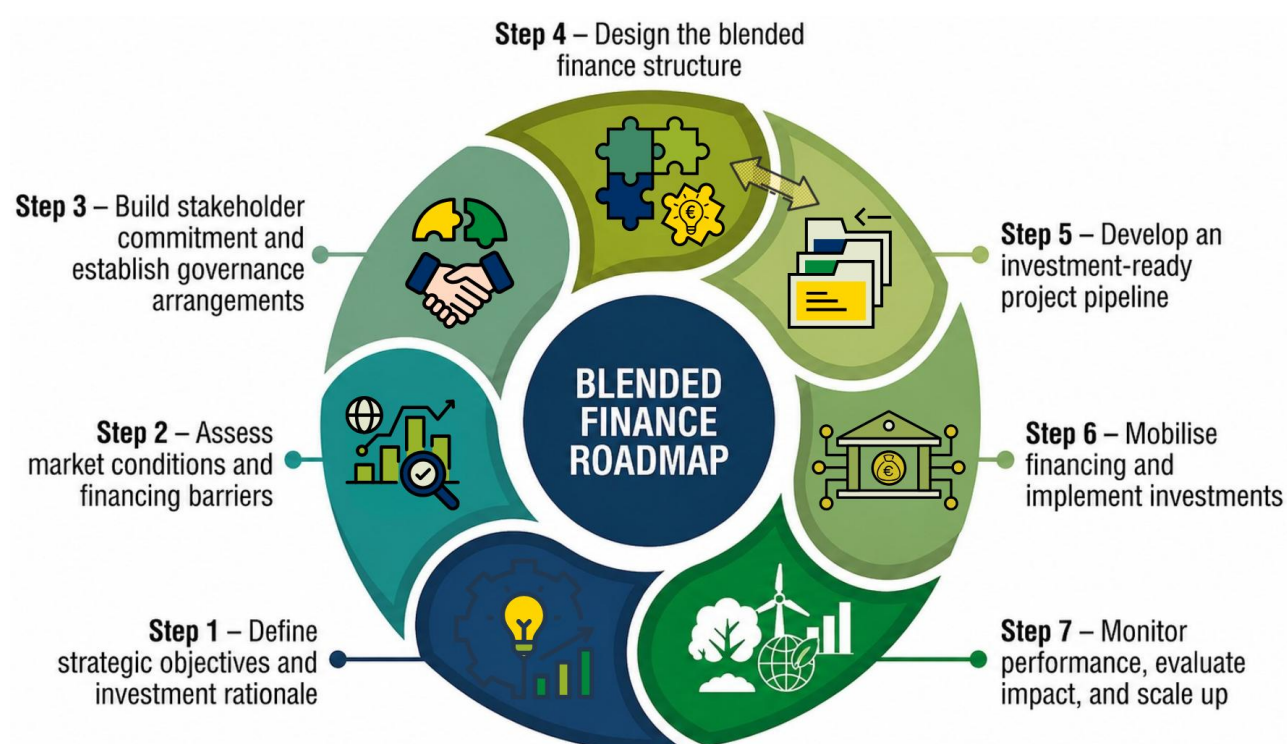 Step 4 – Design the blended
finance structure
Step 3 – Build stakeholder
commitment and
establish governance
arrangements
Step 5 – Develop an
investment-ready
project pipeline
BLENDED
FINANCE
ROADMAP
Step 2 – Assess
market conditions and
financing barriers
Step 6 – Mobilise
financing and
implement investments
Step 1 – Define
strategic objectives and
investment rationale
Step 7 – Monitor
performance, evaluate
impact, and scale up
€
€